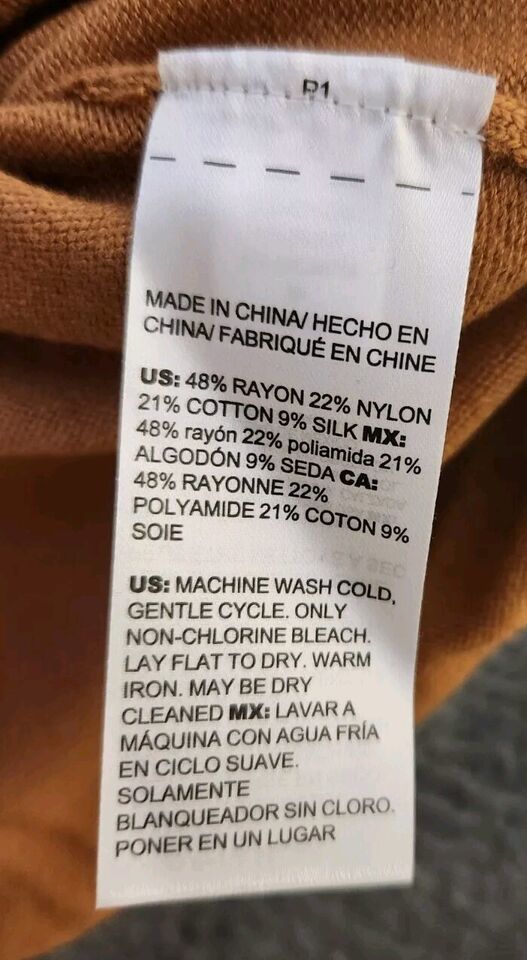 MADE IN CHINA/ HECHO EN
CHINA/ FABRIQUÉ EN CHINE
US: 48% RAYON 22% NYLON
21% COTTON 9% SILK MX:
48% rayón 22% poliamida 21%
ALGODÓN 9% SEDA CA:
48% RAYONNE 22%
POLYAMIDE 21% COTON 9%
SOIE
US: MACHINE WASH COLD,
GENTLE CYCLE. ONLY
NON-CHLORINE BLEACH.
LAY FLAT TO DRY. WARM
IRON. MAY BE DRY
CLEANED MX: LAVAR A
MÁQUINA CON AGUA FRÍA
EN CICLO SUAVE.
SOLAMENTE
BLANQUEADOR SIN CLORO.
PONER EN UN LUGAR